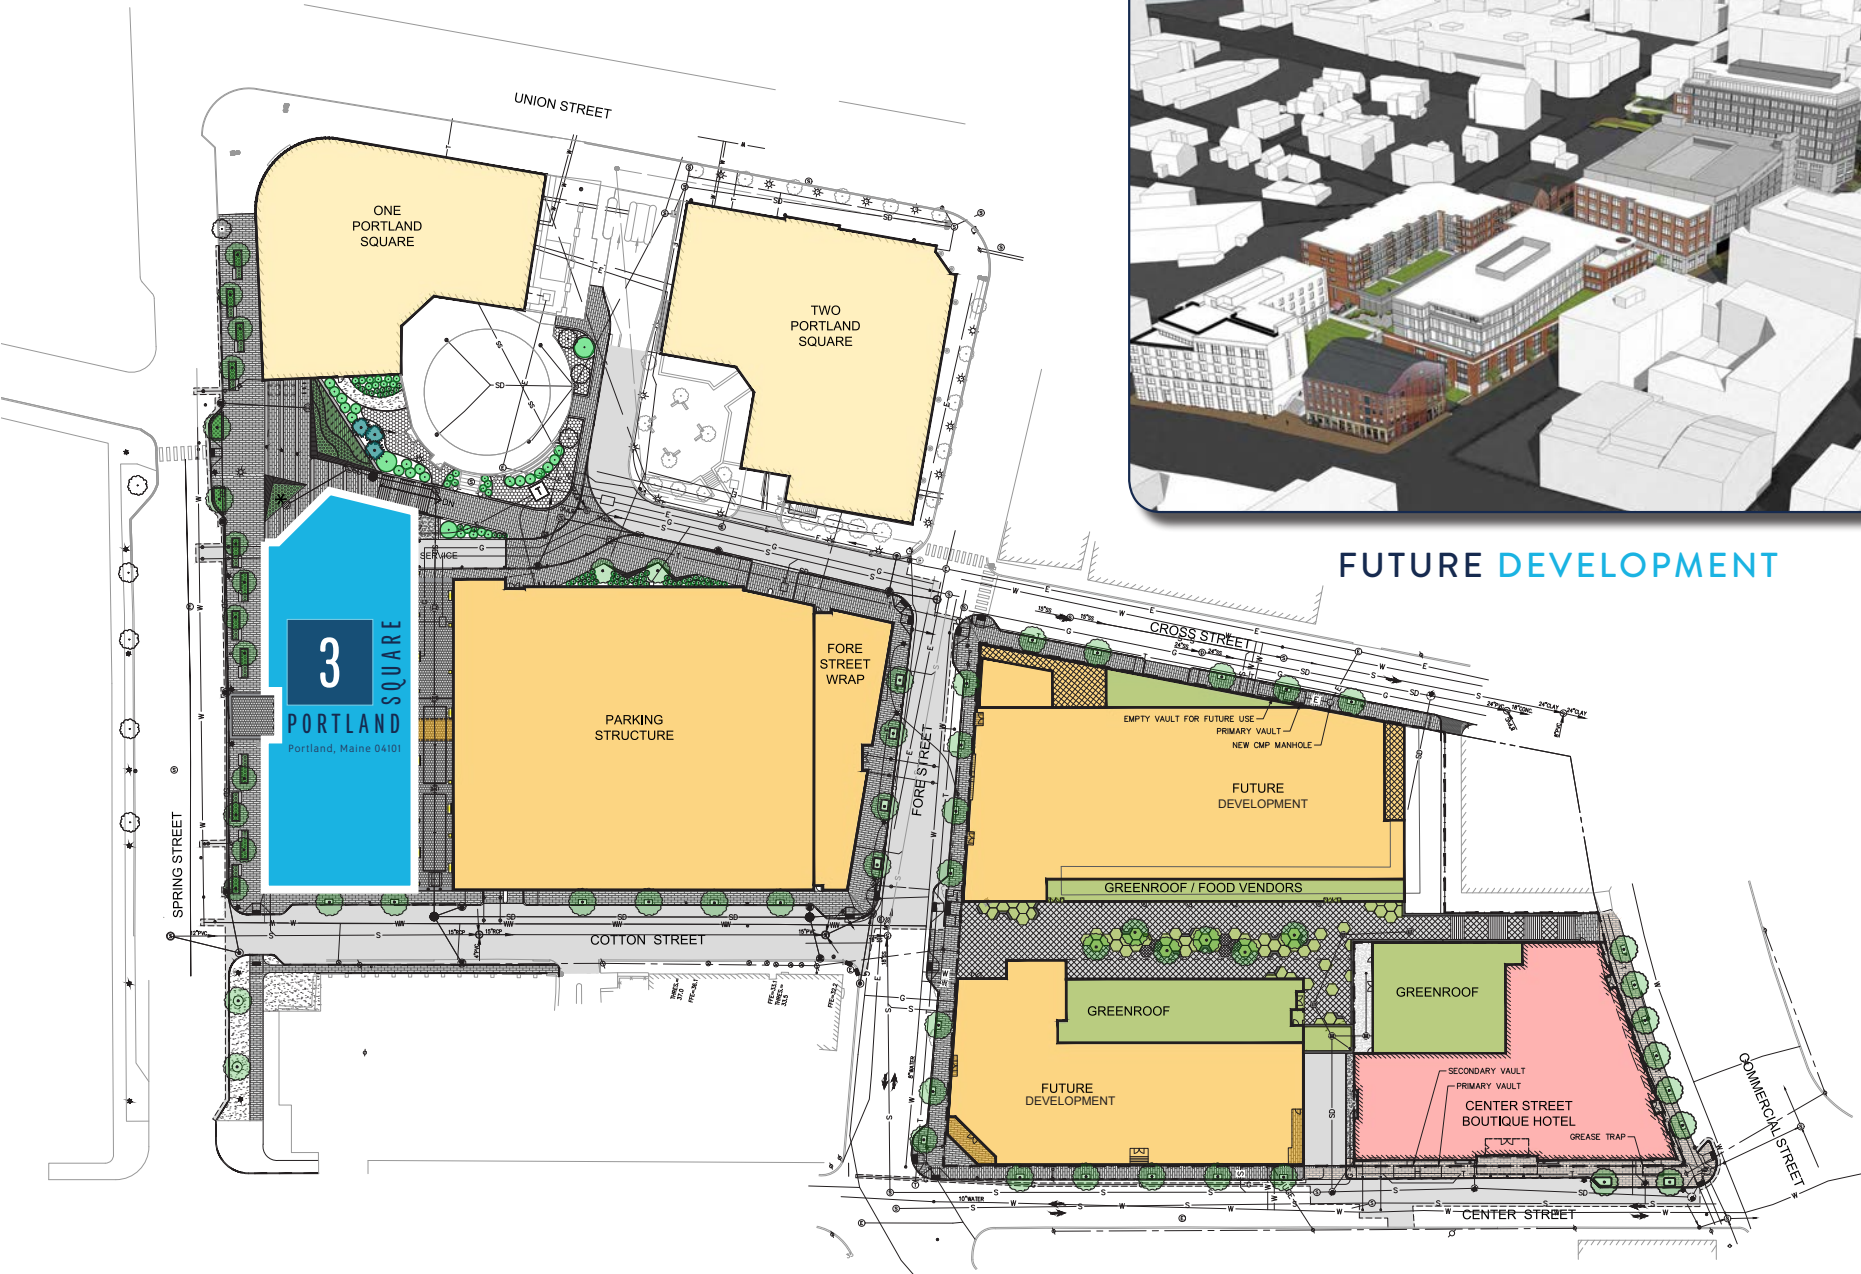 UNION STREET
ONE
PORTLAND
SQUARE
TWO
PORTLAND
SQUARE
FUTURE DEVELOPMENT
SERVICE
3
PORTLAND
SQUARE
Portland, Maine 04101
PARKING
STRUCTURE
FORE
STREET
WRAP
FORE STREET
SPRING STREET
COTTON STREET
CROSS STREET
EMPTY VAULT FOR FUTURE USE
PRIMARY VAULT
NEW CMP MANHOLE
FUTURE
DEVELOPMENT
GREENROOF / FOOD VENDORS
GREENROOF
GREENROOF
FUTURE
DEVELOPMENT
SECONDARY VAULT
PRIMARY VAULT
CENTER STREET
BOUTIQUE HOTEL
GREASE TRAP
COMMERCIAL STREET
CENTER STREET
10"WATER